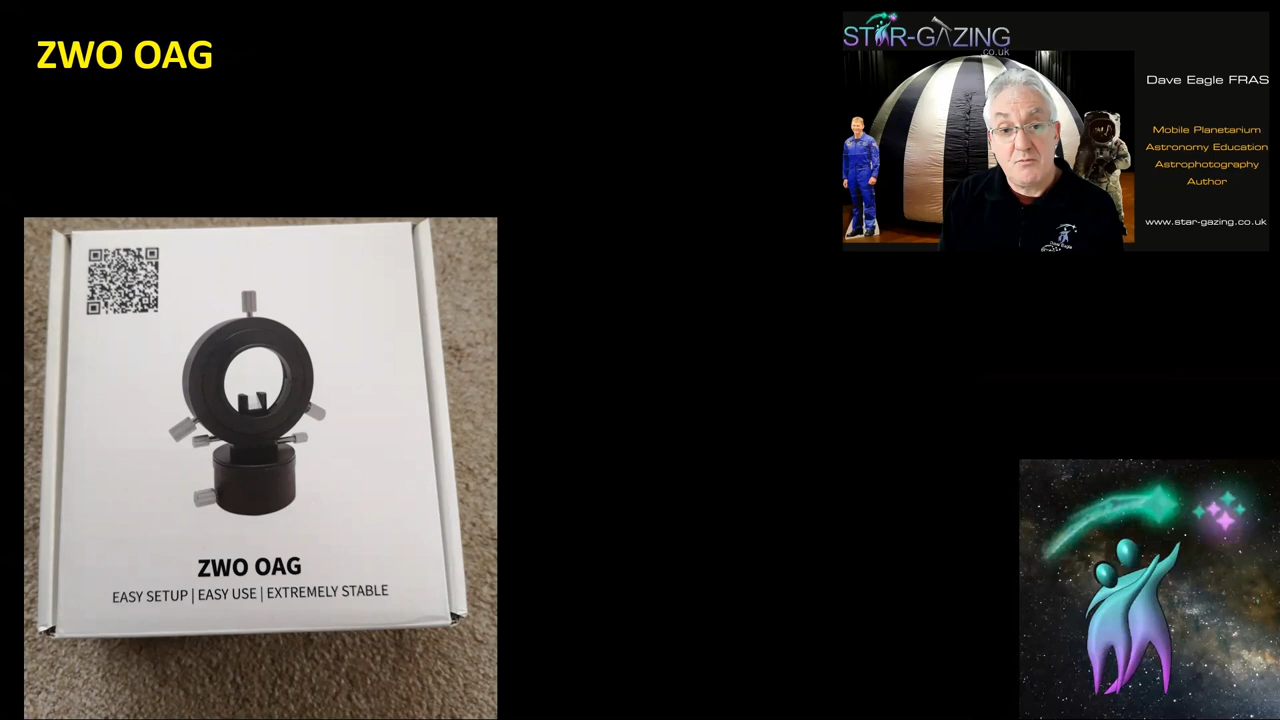 ZWO OAG
STAR-GAZING
.co.uk
Dave Eagle FRAS
Mobile Planetarium
Astronomy Education
Astrophotography
Author
www.star-gazing.co.uk
ZWO OAG
EASY SETUP | EASY USE | EXTREMELY STABLE